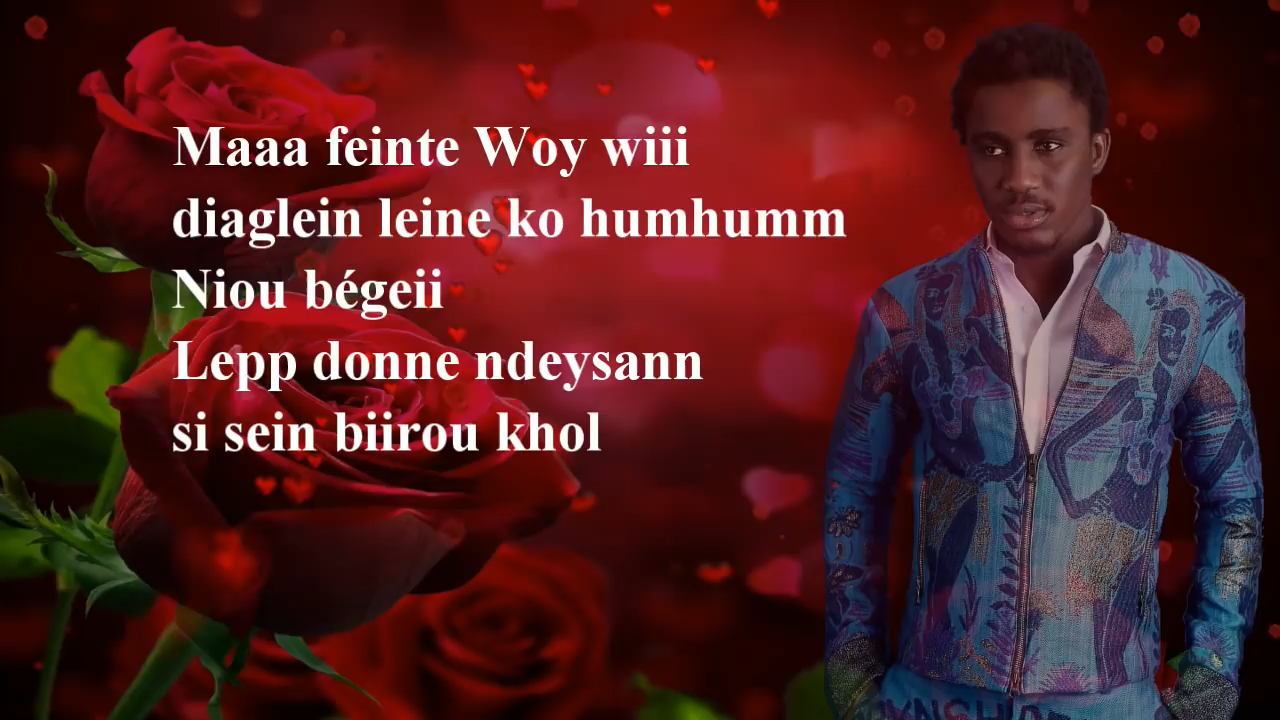 Maaa feinte Woy wiii
diaglein leine ko humhumm
Niou bégeii
Lepp donne ndeysann
si sein biirou khol